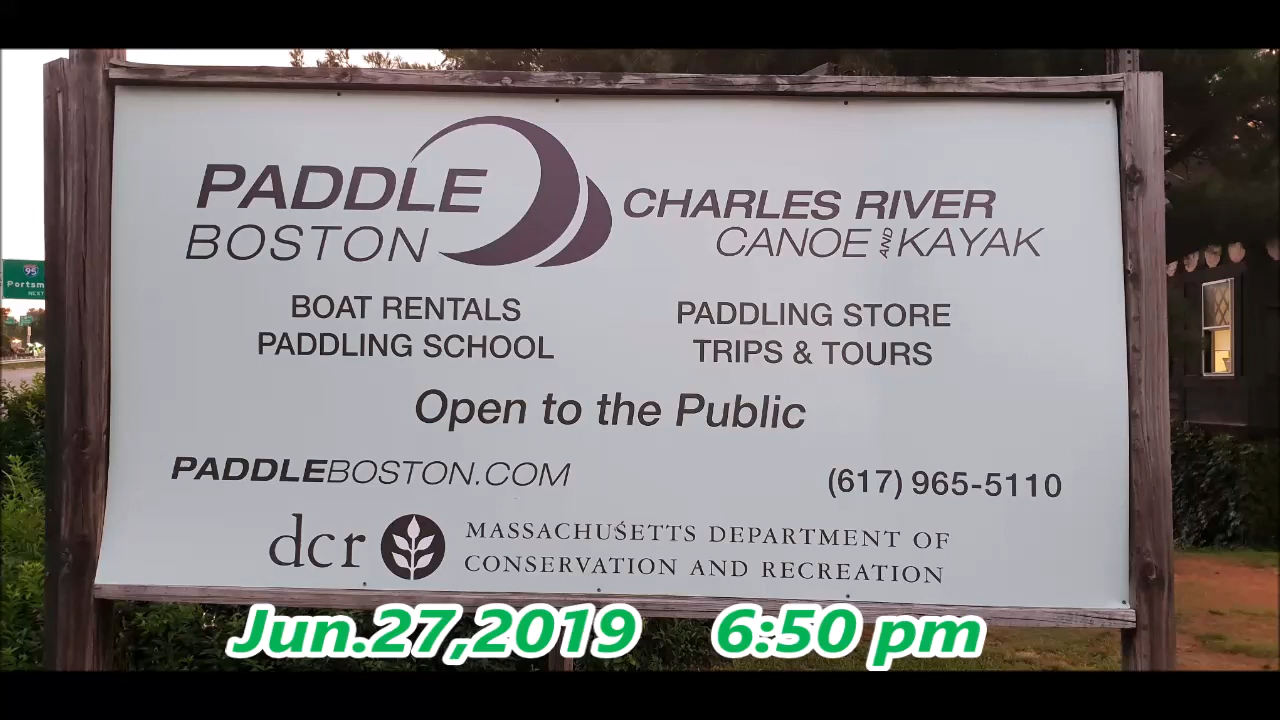 PADDLE
BOSTON
CHARLES RIVER
CANOE AND KAYAK
BOAT RENTALS
PADDLING SCHOOL
PADDLING STORE
TRIPS & TOURS
Open to the Public
PADDLEBOSTON.COM
(617) 965-5110
dcr
MASSACHUSETTS DEPARTMENT OF
CONSERVATION AND RECREATION
95
NEXT
Jun.27,2019 6:50 pm